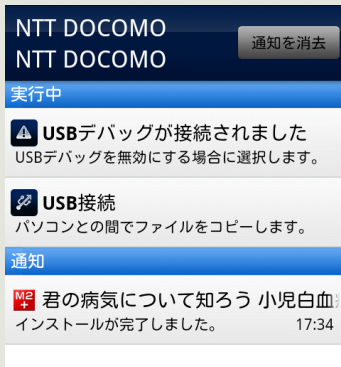 NTT DOCOMO
NTT DOCOMO
通知を消去
実行中
USBデバッグが接続されました
USBデバッグを無効にする場合に選択します。
USB接続
パソコンとの間でファイルをコピーします。
通知
M2+ 君の病気について知ろう 小児白血
インストールが完了しました。 17:34